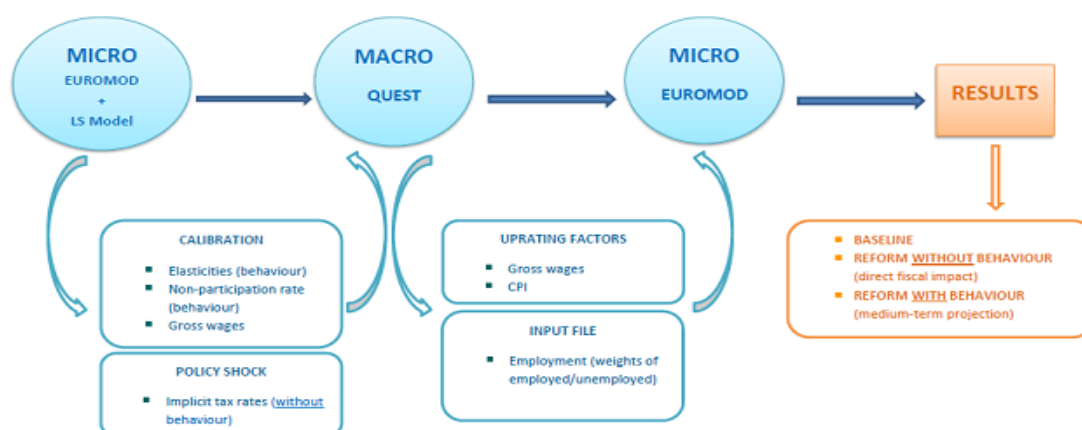 MICRO
EUROMOD
+
LS Model
MACRO
QUEST
MICRO
EUROMOD
RESULTS
CALIBRATION
Elasticities (behaviour)
Non-participation rate
(behaviour)
Gross wages
POLICY SHOCK
Implicit tax rates (without
behaviour)
UPRATING FACTORS
Gross wages
CPI
INPUT FILE
Employment (weights of
employed/unemployed)
BASELINE
REFORM WITHOUT BEHAVIOUR
(direct fiscal impact)
REFORM WITH BEHAVIOUR
(medium-term projection)